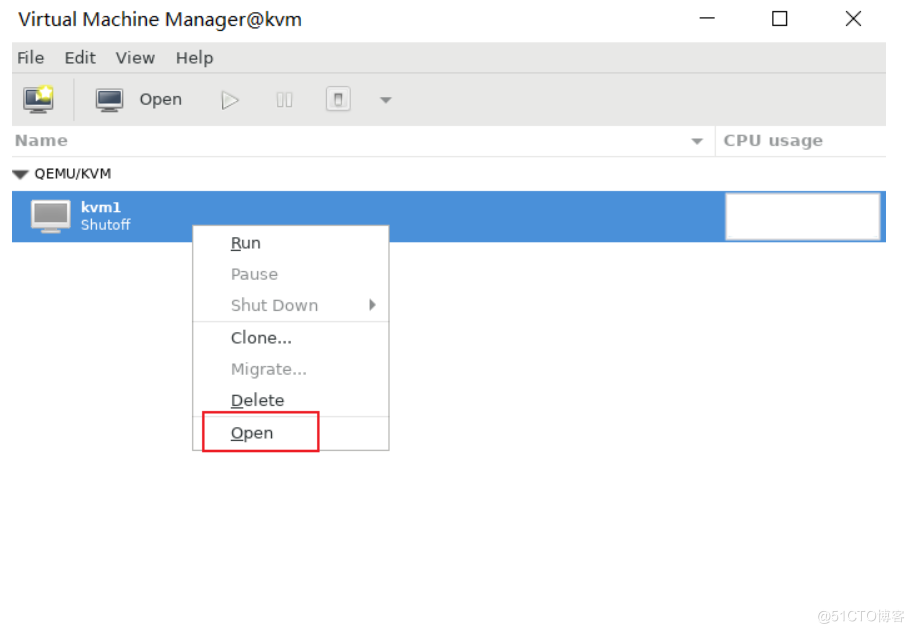 Virtual Machine Manager@kvm
File Edit View Help
Open
Name CPU usage
QEMU/KVM
kvm1
Shutoff
Run
Pause
Shut Down
Clone...
Migrate...
Delete
Open
@51CTO博客